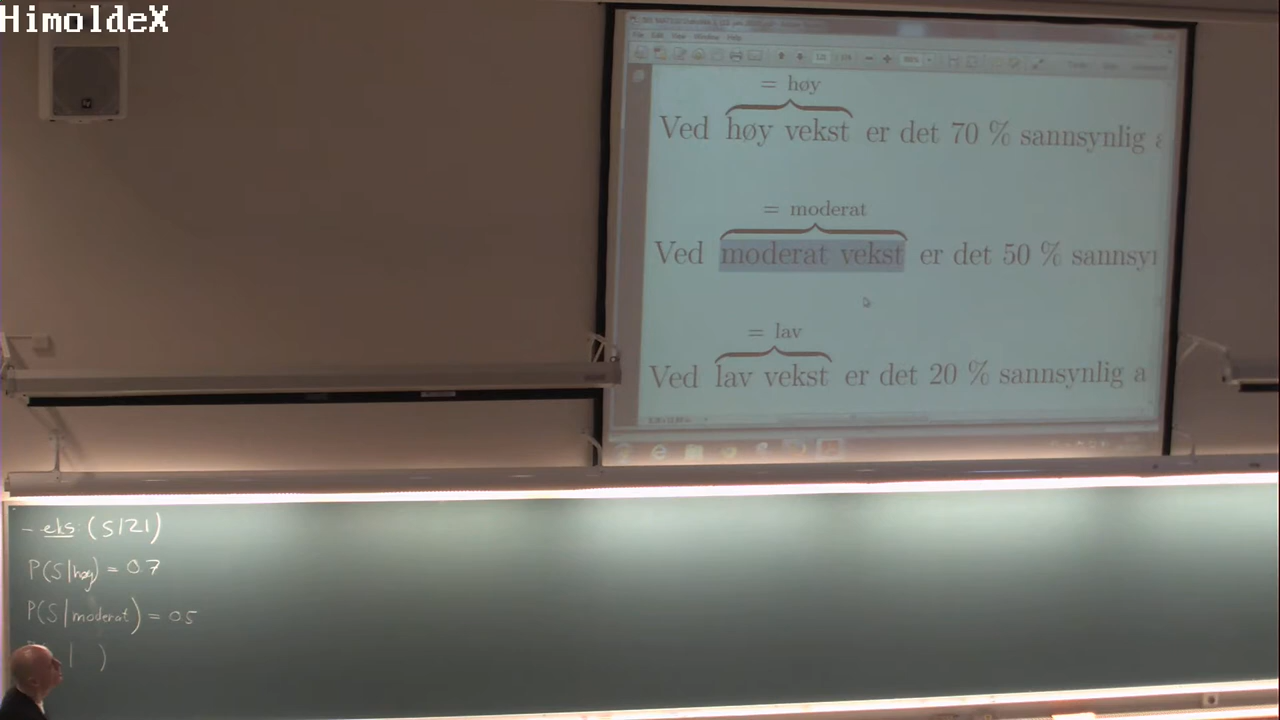 HimoldeX
= høy
Ved høy vekst er det 70 % sannsynlig a
= moderat
Ved moderat vekst er det 50 % sannsyn
= lav
Ved lav vekst er det 20 % sannsynlig a
- eks: (S121)
P(S|høy) = 0.7
P(S|moderat) = 0.5
| )